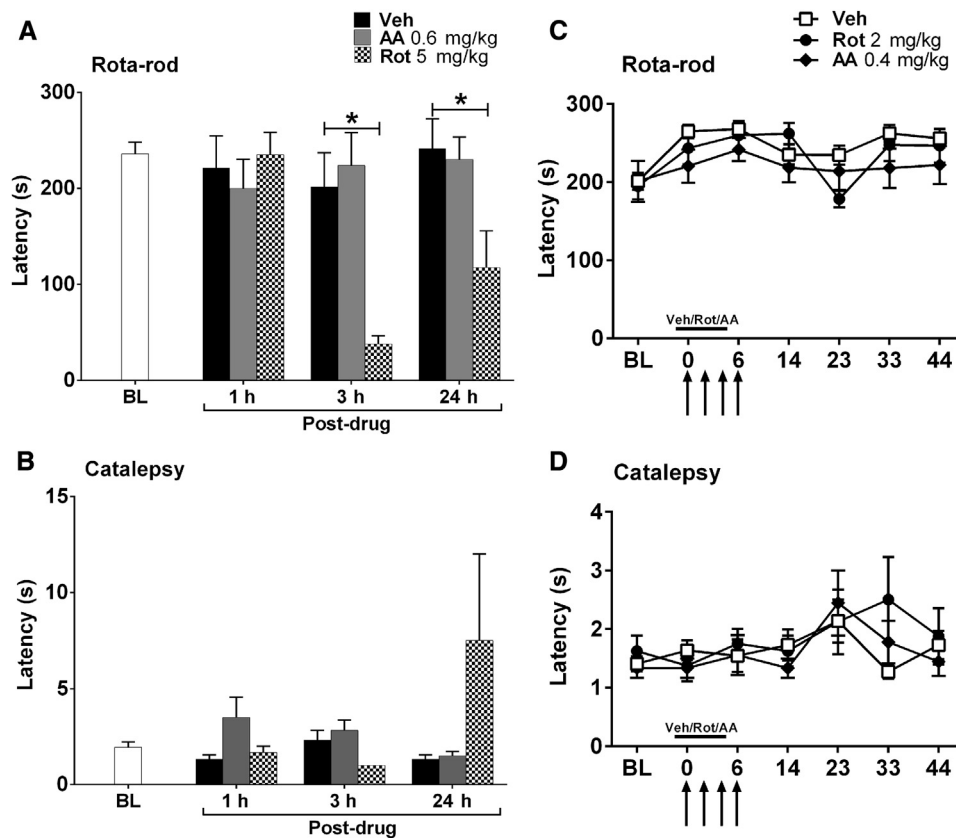 A
Veh
AA 0.6 mg/kg
Rot 5 mg/kg
Rota-rod
Latency (s)
300
200
100
0
*
*
BL
1 h
3 h
24 h
Post-drug
B
Catalepsy
Latency (s)
15
10
5
0
BL
1 h
3 h
24 h
Post-drug
C
Veh
Rot 2 mg/kg
AA 0.4 mg/kg
Rota-rod
Latency (s)
300
200
100
0
Veh/Rot/AA
BL 0 6 14 23 33 44
D
Catalepsy
Latency (s)
4
3
2
1
0
Veh/Rot/AA
BL 0 6 14 23 33 44